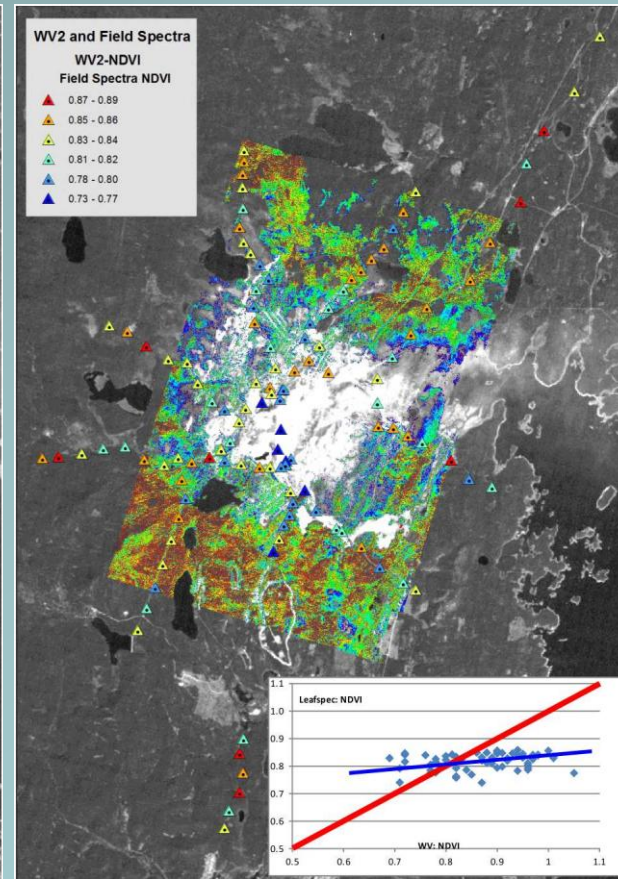 WV2 and Field Spectra
WV2-NDVI
Field Spectra NDVI
0.87 - 0.89
0.85 - 0.86
0.83 - 0.84
0.81 - 0.82
0.78 - 0.80
0.73 - 0.77
1.1
Leafspec: NDVI
1.0
0.9
0.8
0.7
0.6
WV: NDVI
0.5
0.5 0.6 0.7 0.8 0.9 1 1.1